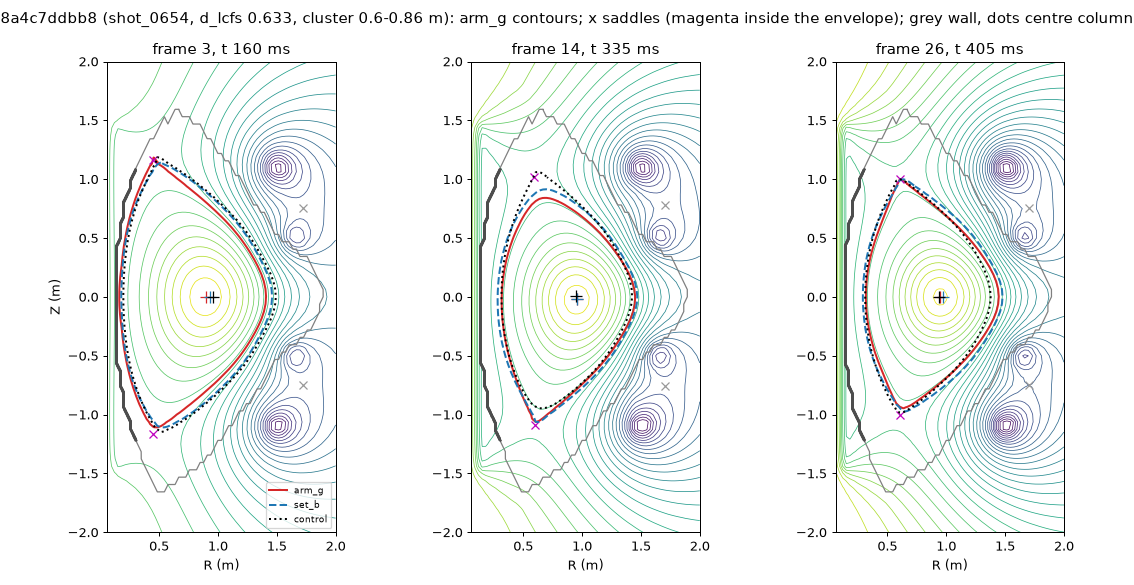 8a4c7ddbb8 (shot_0654, d_lcfs 0.633, cluster 0.6-0.86 m): arm_g contours; x saddles (magenta inside the envelope); grey wall, dots centre column
frame 3, t 160 ms
frame 14, t 335 ms
frame 26, t 405 ms
2.0 2.0 2.0
1.5 1.5 1.5
1.0 1.0 1.0
0.5 0.5 0.5
0.0 0.0 0.0
−0.5 −0.5 −0.5
−1.0 −1.0 −1.0
−1.5 −1.5 −1.5
−2.0 −2.0 −2.0
Z (m)
arm_g
set_b
control
0.5 1.0 1.5 2.0 0.5 1.0 1.5 2.0 0.5 1.0 1.5 2.0
R (m) R (m) R (m)